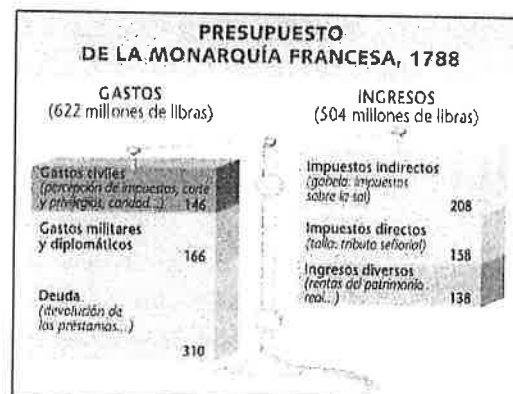 PRESUPUESTO
DE LA MONARQUÍA FRANCESA, 1788
GASTOS
(622 millones de libras)
Gastos civiles
(percepción de impuestos, corte
y privilegios, caridad...) 146
Gastos militares
y diplomáticos
166
Deuda
(devolución de
los préstamos...)
310
INGRESOS
(504 millones de libras)
Impuestos indirectos
(gabela: impuestos
sobre la sal)
208
Impuestos directos
(talla: tributo señorial)
158
Ingresos diversos
(rentas del patrimonio
real...) 138